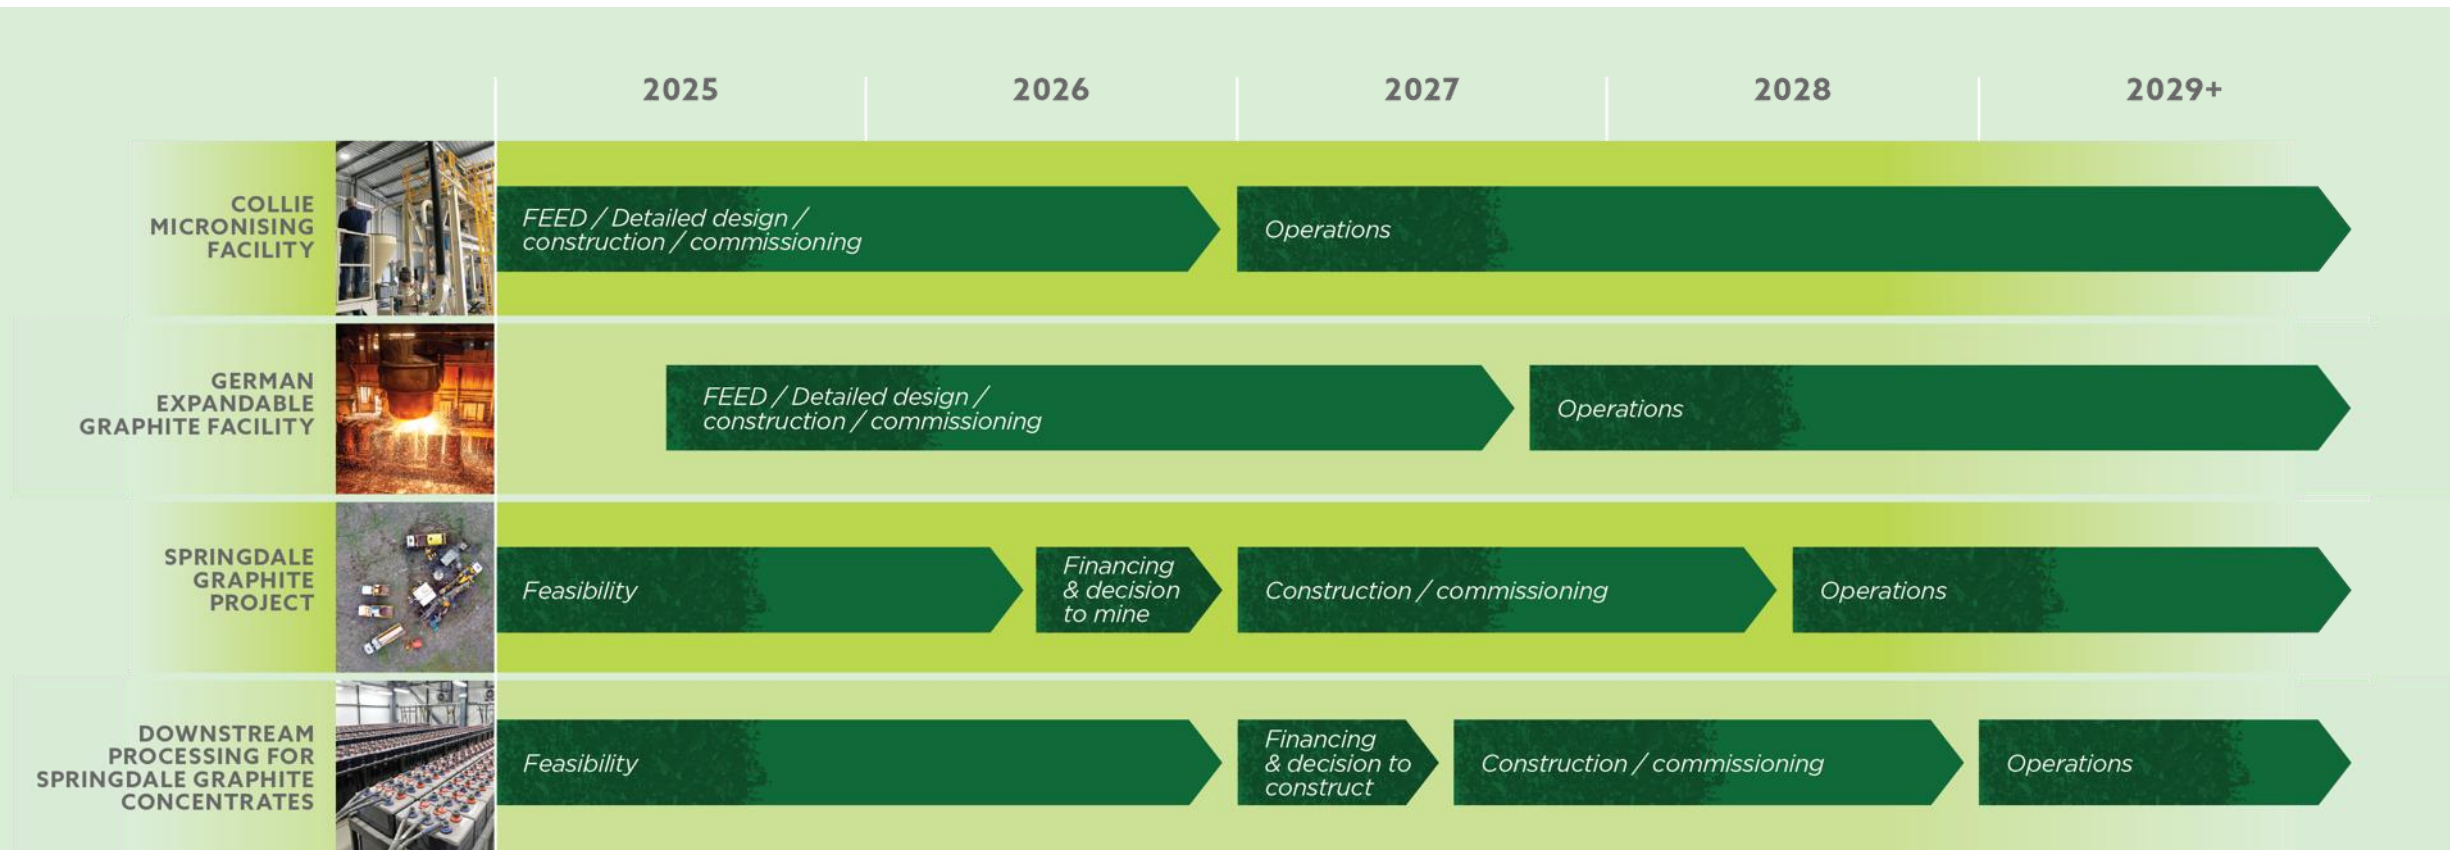 2025
2026
2027
2028
2029+
COLLIE
MICRONISING
FACILITY
FEED / Detailed design /
construction / commissioning
Operations
GERMAN
EXPANDABLE
GRAPHITE FACILITY
FEED / Detailed design /
construction / commissioning
Operations
SPRINGDALE
GRAPHITE
PROJECT
Feasibility
Financing
& decision
to mine
Construction / commissioning
Operations
DOWNSTREAM
PROCESSING FOR
SPRINGDALE GRAPHITE
CONCENTRATES
Feasibility
Financing
& decision to
construct
Construction / commissioning
Operations